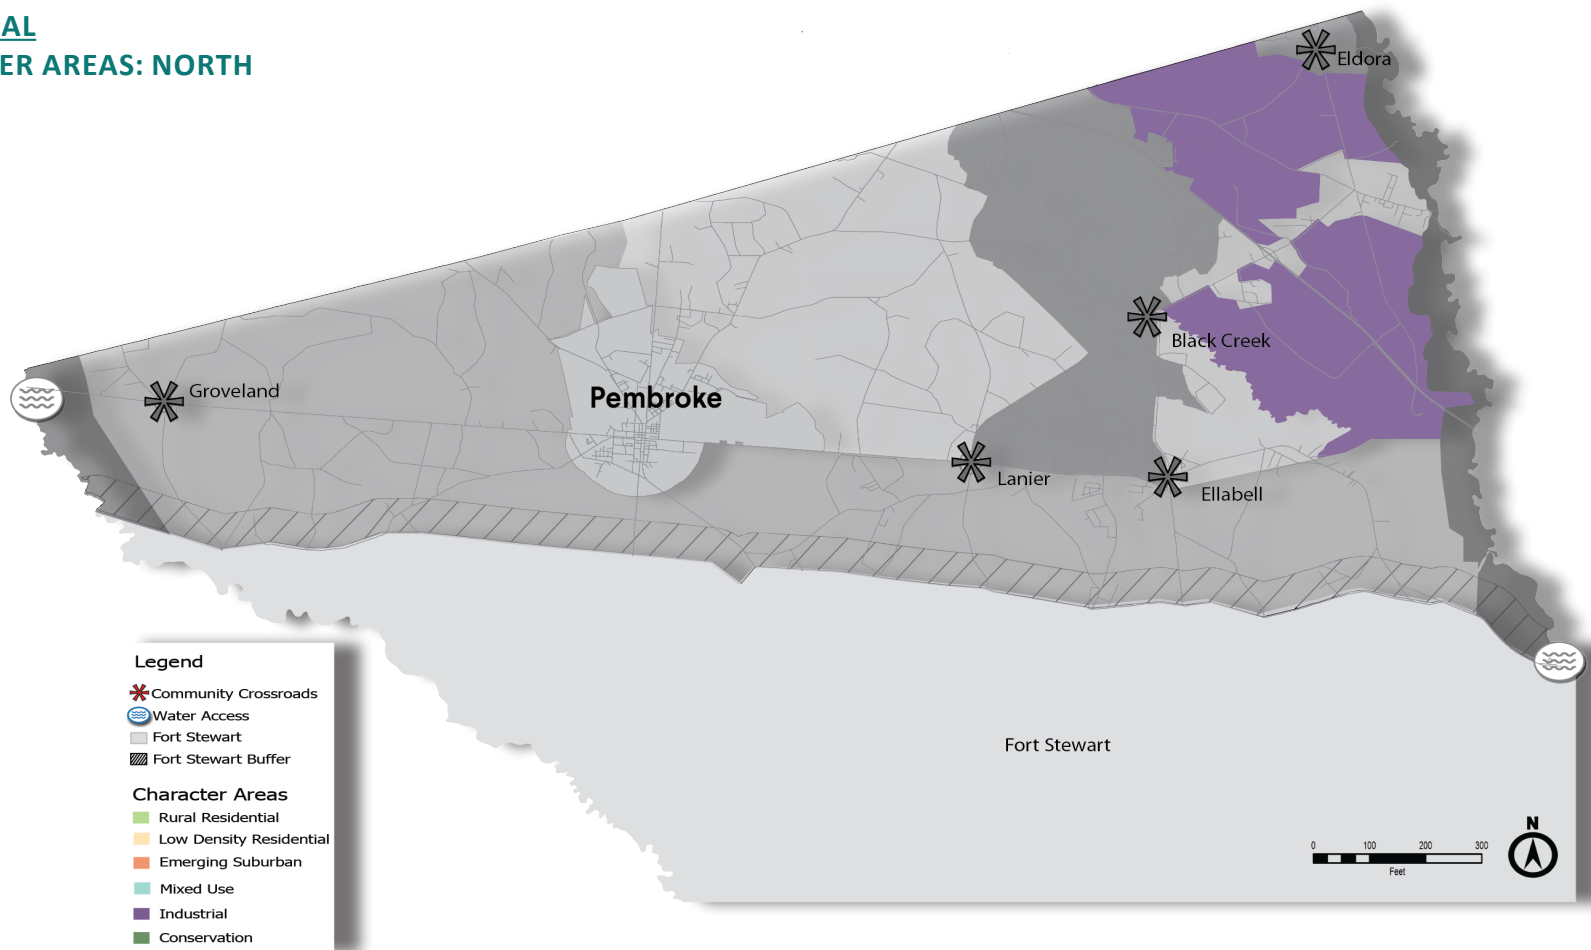 AL
ER AREAS: NORTH
Eldora
Black Creek
Groveland
Pembroke
Lanier
Ellabell
Fort Stewart
Legend
Community Crossroads
Water Access
Fort Stewart
Fort Stewart Buffer
Character Areas
Rural Residential
Low Density Residential
Emerging Suburban
Mixed Use
Industrial
Conservation
0 100 200 300
Feet
N